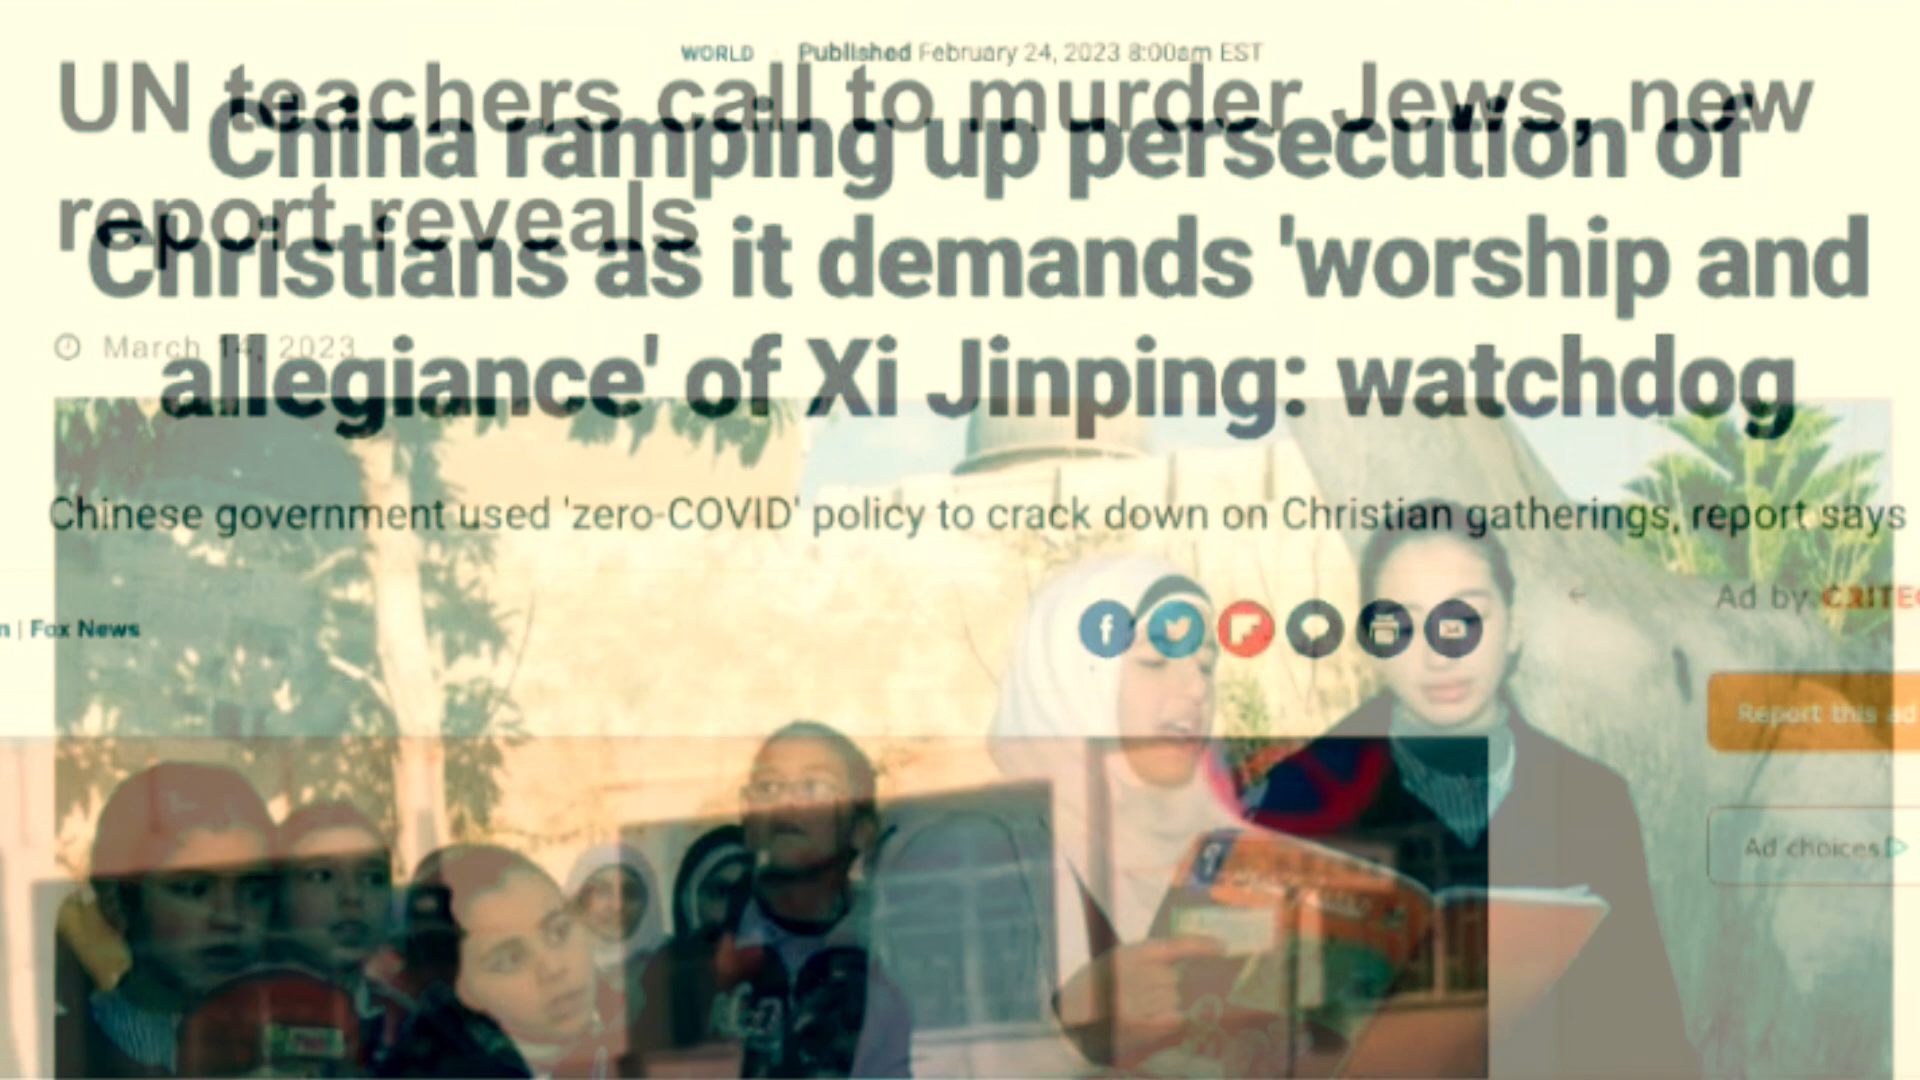 WORLD Published February 24, 2023 8:00am EST
UN teachers call to murder Jews, new
report reveals
March 14, 2023
China ramping up persecution of
Christians as it demands 'worship and
allegiance' of Xi Jinping: watchdog
Chinese government used 'zero-COVID' policy to crack down on Christian gatherings, report says
n | Fox News
Ad by CRITEO
Report this ad
Ad choices